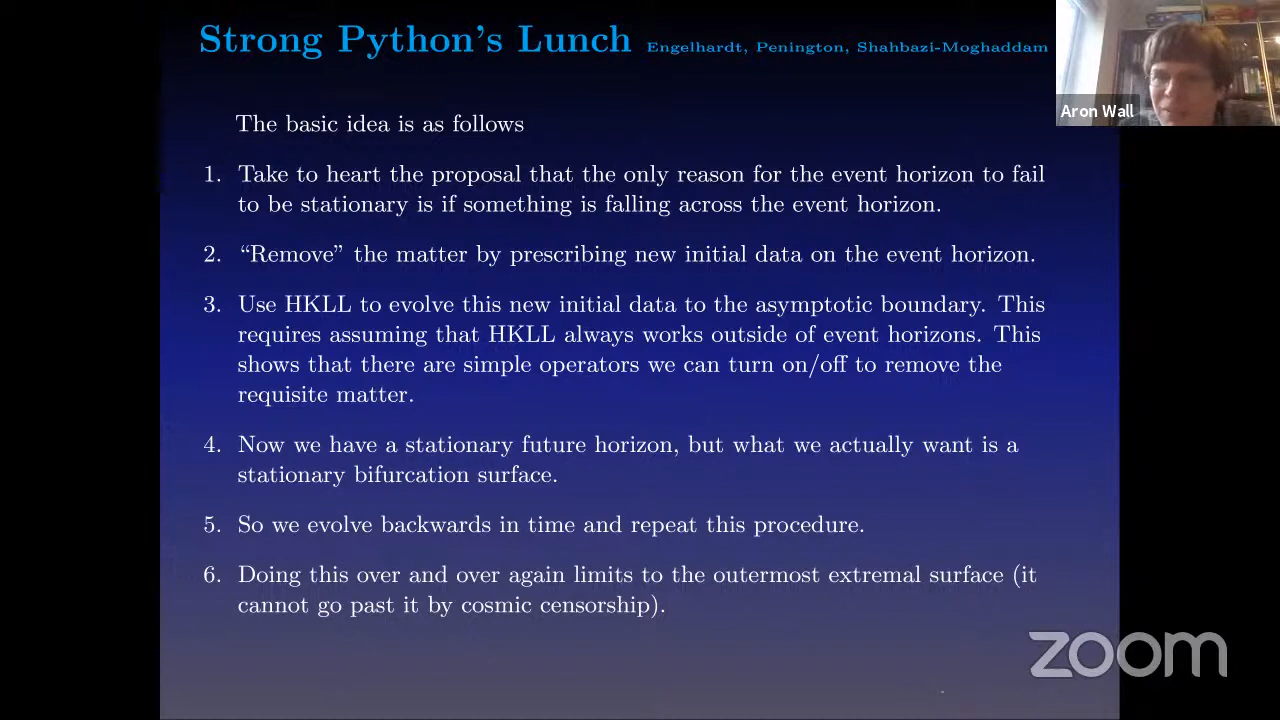 Strong Python's Lunch Engelhardt, Penington, Shahbazi-Moghaddam
Aron Wall
The basic idea is as follows
1. Take to heart the proposal that the only reason for the event horizon to fail
to be stationary is if something is falling across the event horizon.
2. “Remove” the matter by prescribing new initial data on the event horizon.
3. Use HKLL to evolve this new initial data to the asymptotic boundary. This
requires assuming that HKLL always works outside of event horizons. This
shows that there are simple operators we can turn on/off to remove the
requisite matter.
4. Now we have a stationary future horizon, but what we actually want is a
stationary bifurcation surface.
5. So we evolve backwards in time and repeat this procedure.
6. Doing this over and over again limits to the outermost extremal surface (it
cannot go past it by cosmic censorship).
zoom